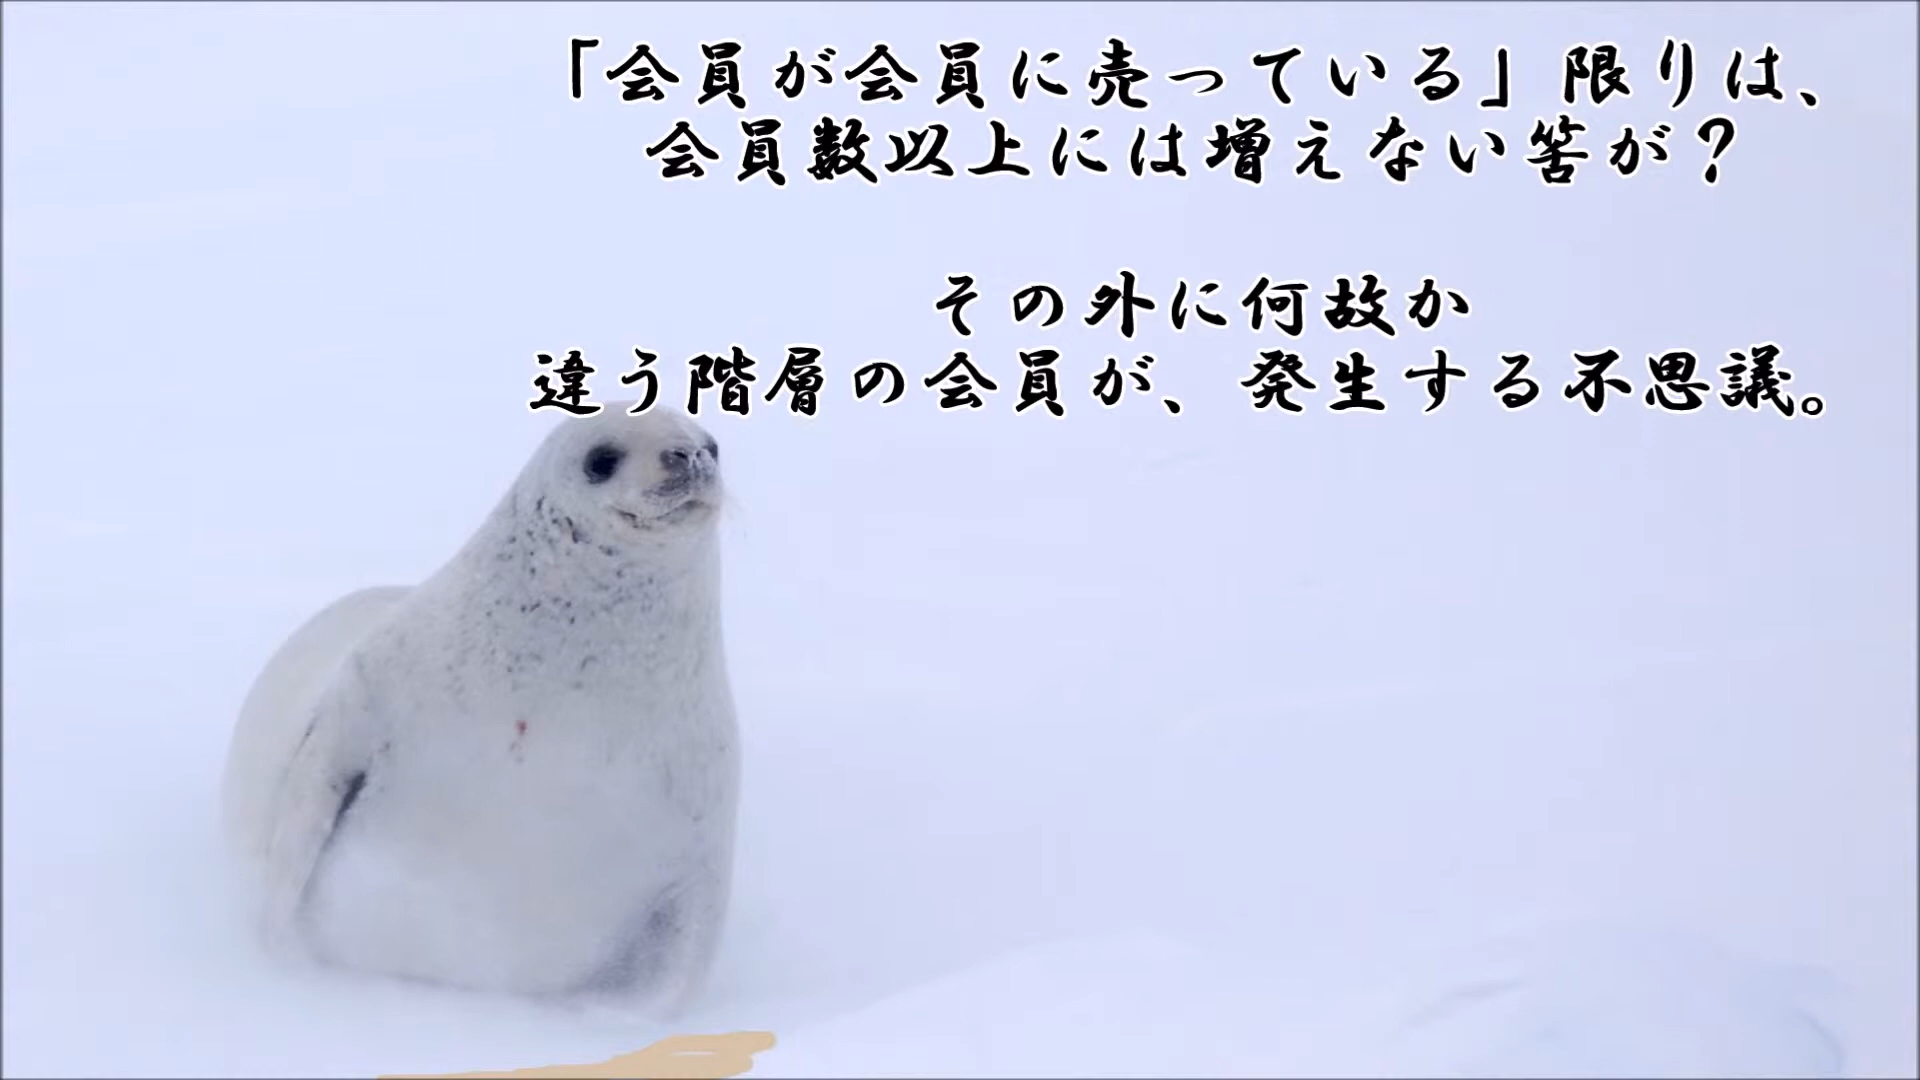 「会員が会員に売っている」限りは、
会員数以上には増えない筈が？
その外に何故か
違う階層の会員が、発生する不思議。